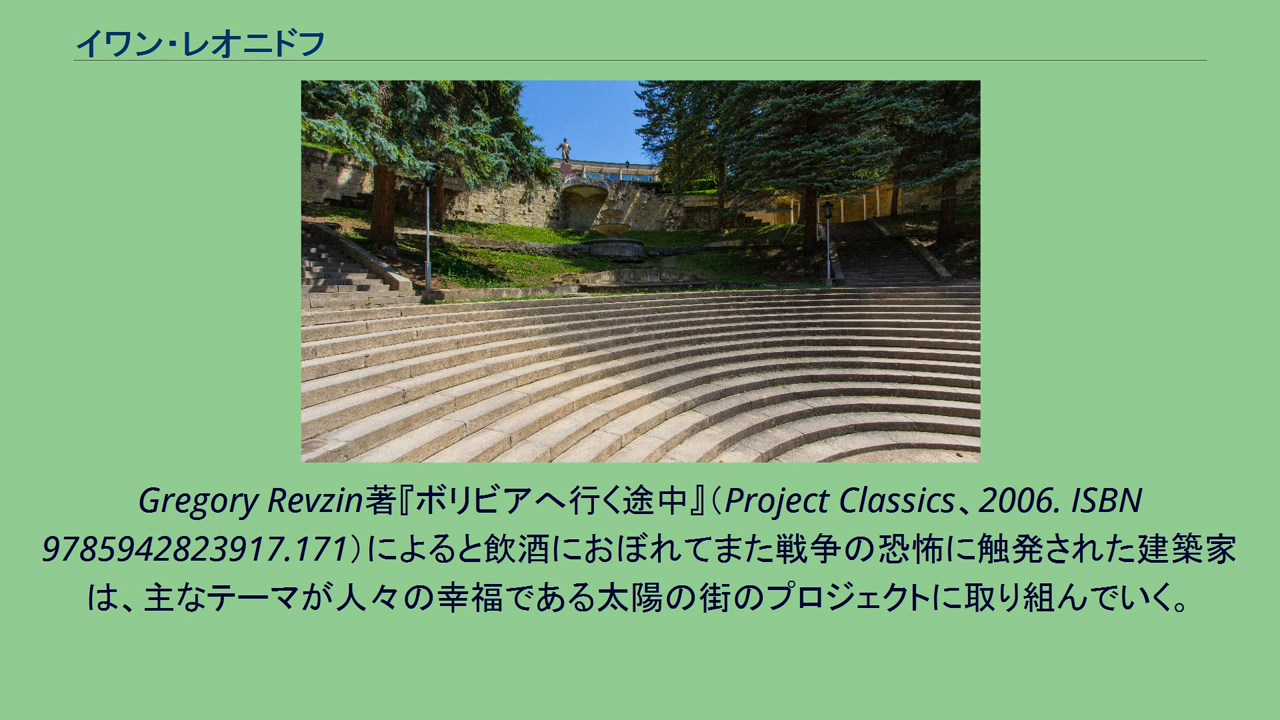 イワン・レオニドフ
Gregory Revzin著『ボリビアへ行く途中』（Project Classics、2006. ISBN
9785942823917.171）によると飲酒におぼれてまた戦争の恐怖に触発された建築家
は、主なテーマが人々の幸福である太陽の街のプロジェクトに取り組んでいく。